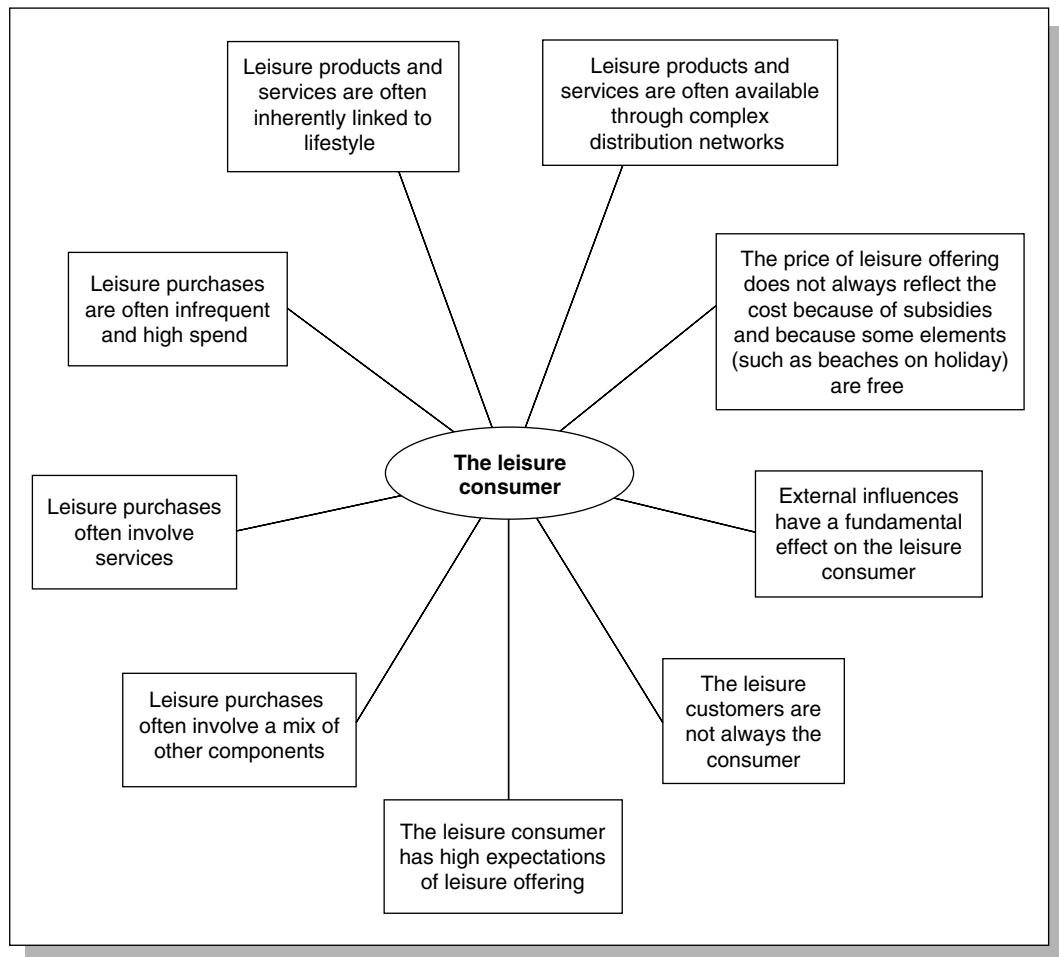 Leisure products and
services are often
inherently linked to
lifestyle
Leisure products and
services are often available
through complex
distribution networks
Leisure purchases
are often infrequent
and high spend
The price of leisure offering
does not always reflect the
cost because of subsidies
and because some elements
(such as beaches on holiday)
are free
The leisure
consumer
Leisure purchases
often involve
services
External influences
have a fundamental
effect on the leisure
consumer
Leisure purchases
often involve a mix of
other components
The leisure
customers are
not always the
consumer
The leisure consumer
has high expectations
of leisure offering